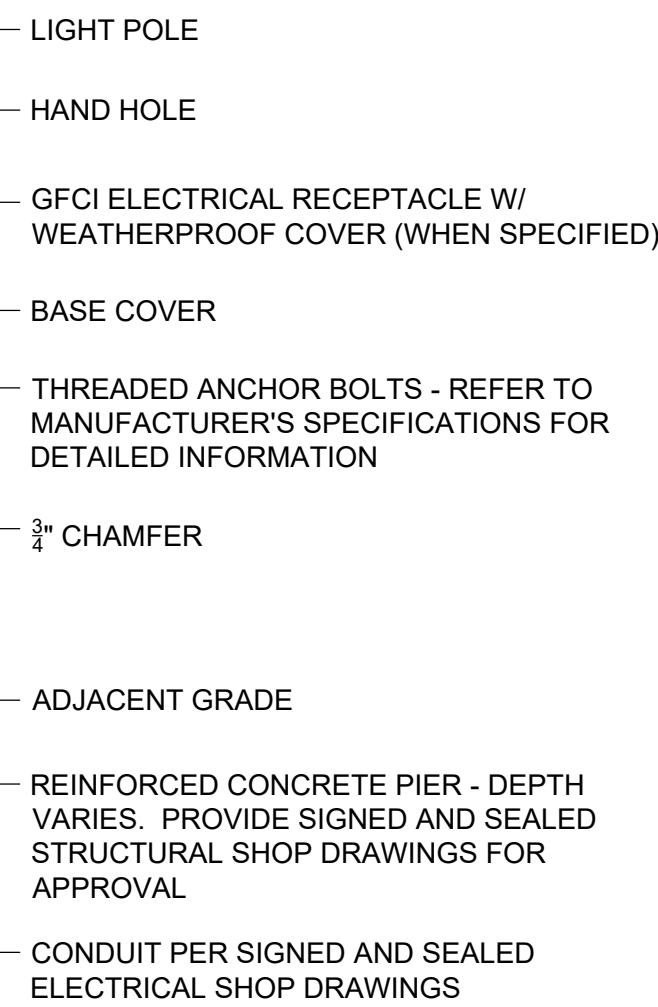 LIGHT POLE
HAND HOLE
GFCI ELECTRICAL RECEPTACLE W/
WEATHERPROOF COVER (WHEN SPECIFIED)
BASE COVER
THREADED ANCHOR BOLTS - REFER TO
MANUFACTURER'S SPECIFICATIONS FOR
DETAILED INFORMATION
3/4" CHAMFER
ADJACENT GRADE
REINFORCED CONCRETE PIER - DEPTH
VARIES.  PROVIDE SIGNED AND SEALED
STRUCTURAL SHOP DRAWINGS FOR
APPROVAL
CONDUIT PER SIGNED AND SEALED
ELECTRICAL SHOP DRAWINGS